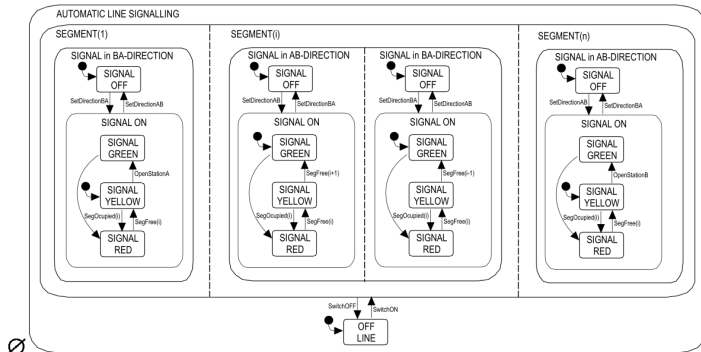 AUTOMATIC LINE SIGNALLING
SEGMENT(1)
SIGNAL in BA-DIRECTION
SIGNAL
OFF
SetDirectionBA
SetDirectionAB
SIGNAL ON
SIGNAL
GREEN
OpenStationA
SIGNAL
YELLOW
SegOcupied(i)
SegFree(i)
SIGNAL
RED
SEGMENT(i)
SIGNAL in AB-DIRECTION
SIGNAL
OFF
SetDirectionAB
SetDirectionBA
SIGNAL ON
SIGNAL
GREEN
SegFree(i+1)
SIGNAL
YELLOW
SegOcupied(i)
SegFree(i)
SIGNAL
RED
SIGNAL in BA-DIRECTION
SIGNAL
OFF
SetDirectionBA
SetDirectionAB
SIGNAL ON
SIGNAL
GREEN
SegFree(i-1)
SIGNAL
YELLOW
SegOcupied(i)
SegFree(i)
SIGNAL
RED
SEGMENT(n)
SIGNAL in AB-DIRECTION
SIGNAL
OFF
SetDirectionAB
SetDirectionBA
SIGNAL ON
SIGNAL
GREEN
OpenStationB
SIGNAL
YELLOW
SegOcupied(i)
SegFree(i)
SIGNAL
RED
SwitchOFF
SwitchON
OFF
LINE
Ø